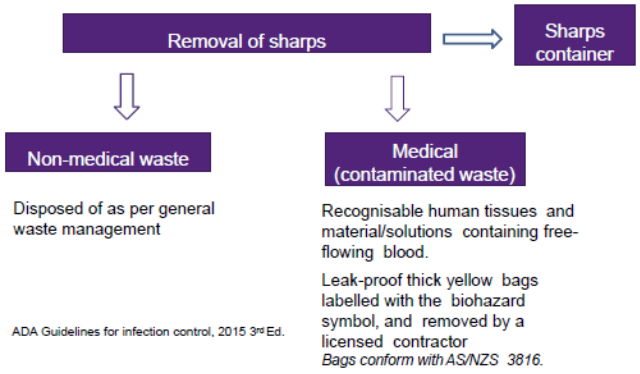 Removal of sharps
Sharps
container
Non-medical waste
Medical
(contaminated waste)
Disposed of as per general
waste management
Recognisable human tissues and
material/solutions containing free-
flowing blood.
Leak-proof thick yellow bags
labelled with the biohazard
symbol, and removed by a
licensed contractor
Bags conform with AS/NZS 3816.
ADA Guidelines for infection control, 2015 3rd Ed.